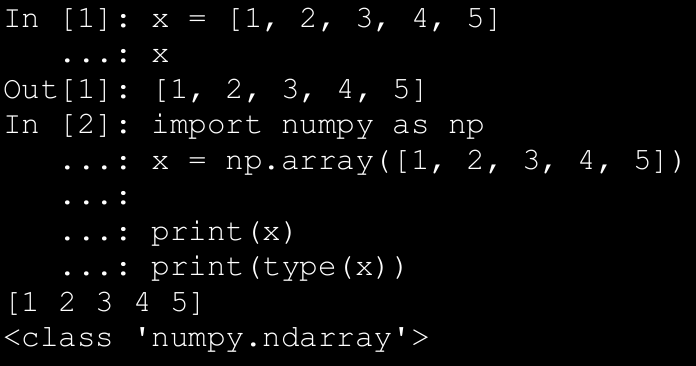 In [1]: x = [1, 2, 3, 4, 5]
   ...: x
Out[1]: [1, 2, 3, 4, 5]
In [2]: import numpy as np
   ...: x = np.array([1, 2, 3, 4, 5])
   ...:
   ...: print(x)
   ...: print(type(x))
[1 2 3 4 5]
<class 'numpy.ndarray'>